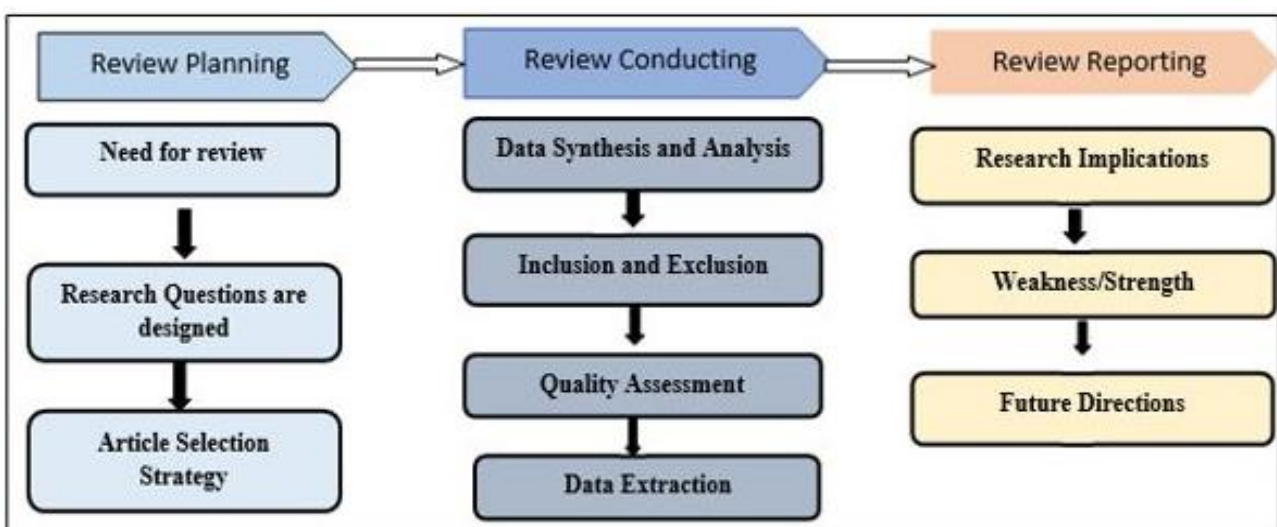 Review Planning
Review Conducting
Review Reporting
Need for review
Research Questions are
designed
Article Selection
Strategy
Data Synthesis and Analysis
Inclusion and Exclusion
Quality Assessment
Data Extraction
Research Implications
Weakness/Strength
Future Directions